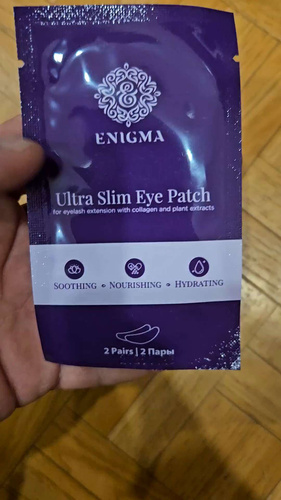 ENIGMA
Ultra Slim Eye Patch
for eyelash extension with collagen and plant extracts
SOOTHING • NOURISHING • HYDRATING
2 Pairs | 2 Пары